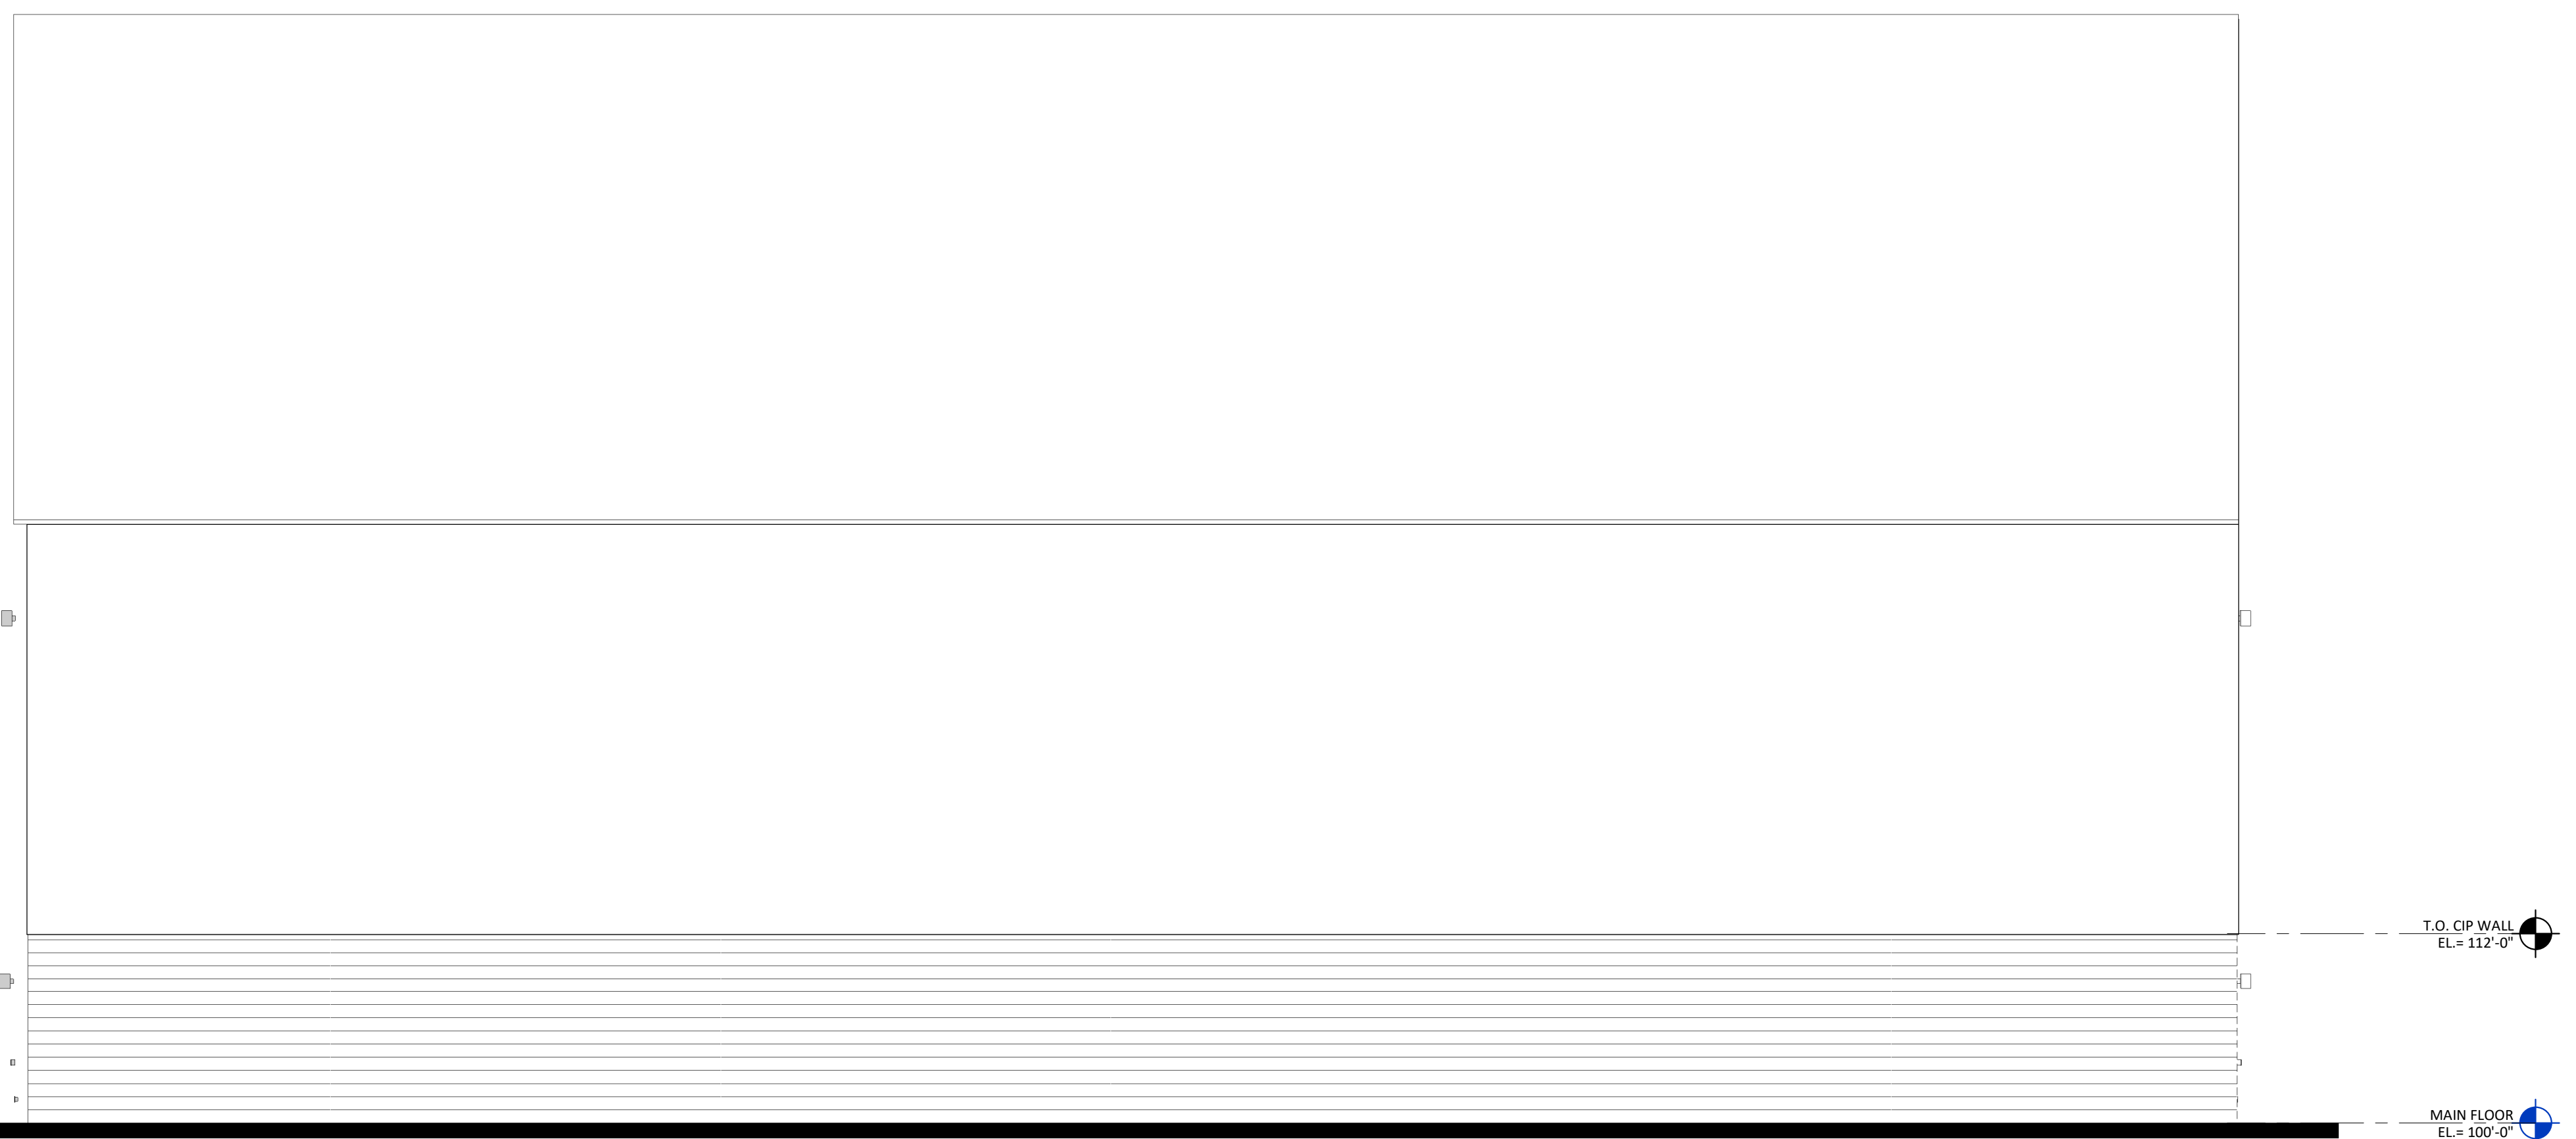 T.O. CIP WALL
EL.= 112'-0"
MAIN FLOOR
EL.= 100'-0"